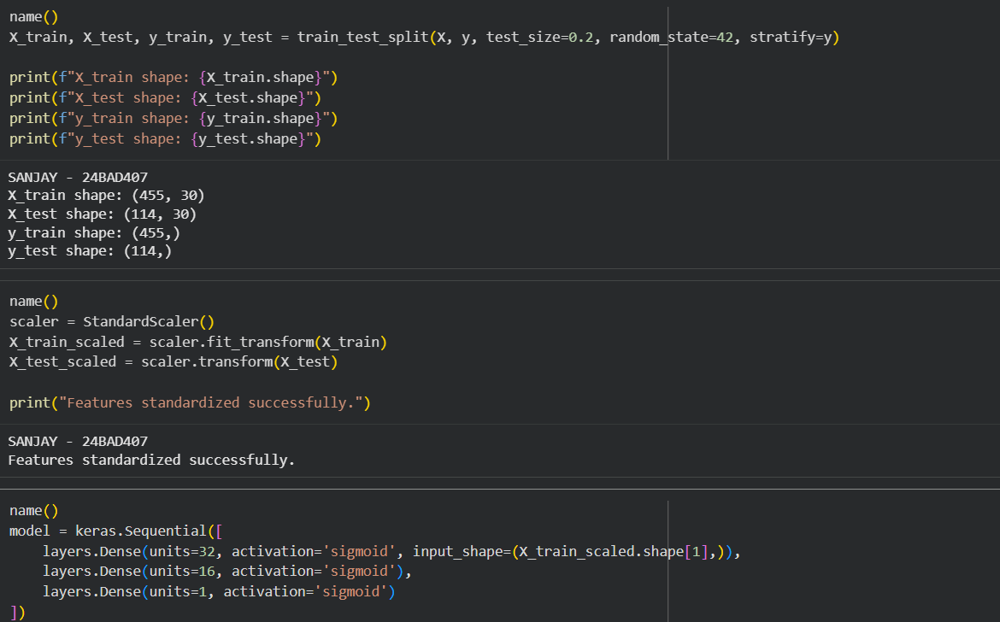 name()
X_train, X_test, y_train, y_test = train_test_split(X, y, test_size=0.2, random_state=42, stratify=y)
print(f"X_train shape: {X_train.shape}")
print(f"X_test shape: {X_test.shape}")
print(f"y_train shape: {y_train.shape}")
print(f"y_test shape: {y_test.shape}")
SANJAY - 24BAD407
X_train shape: (455, 30)
X_test shape: (114, 30)
y_train shape: (455,)
y_test shape: (114,)
name()
scaler = StandardScaler()
X_train_scaled = scaler.fit_transform(X_train)
X_test_scaled = scaler.transform(X_test)
print("Features standardized successfully.")
SANJAY - 24BAD407
Features standardized successfully.
name()
model = keras.Sequential([
    layers.Dense(units=32, activation='sigmoid', input_shape=(X_train_scaled.shape[1],)),
    layers.Dense(units=16, activation='sigmoid'),
    layers.Dense(units=1, activation='sigmoid')
])